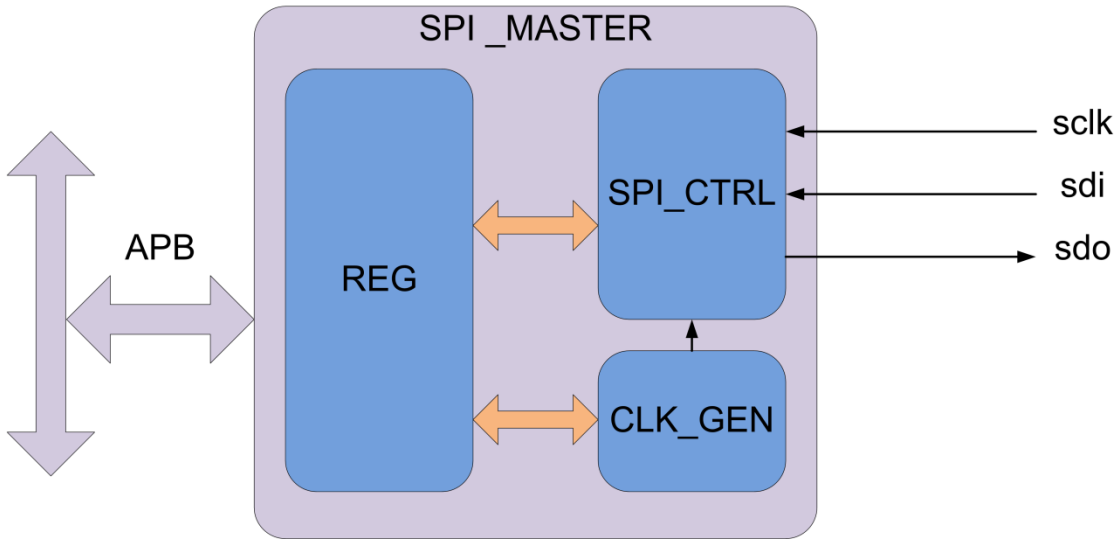 SPI _MASTER
sclk
sdi
SPI_CTRL
sdo
APB
REG
CLK_GEN